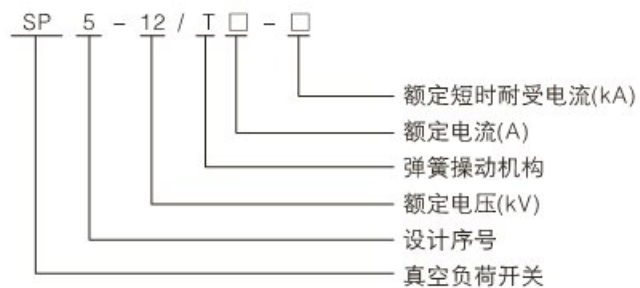 SP 5 - 12 / T □ - □
额定短时耐受电流(kA)
额定电流(A)
弹簧操动机构
额定电压(kV)
设计序号
真空负荷开关